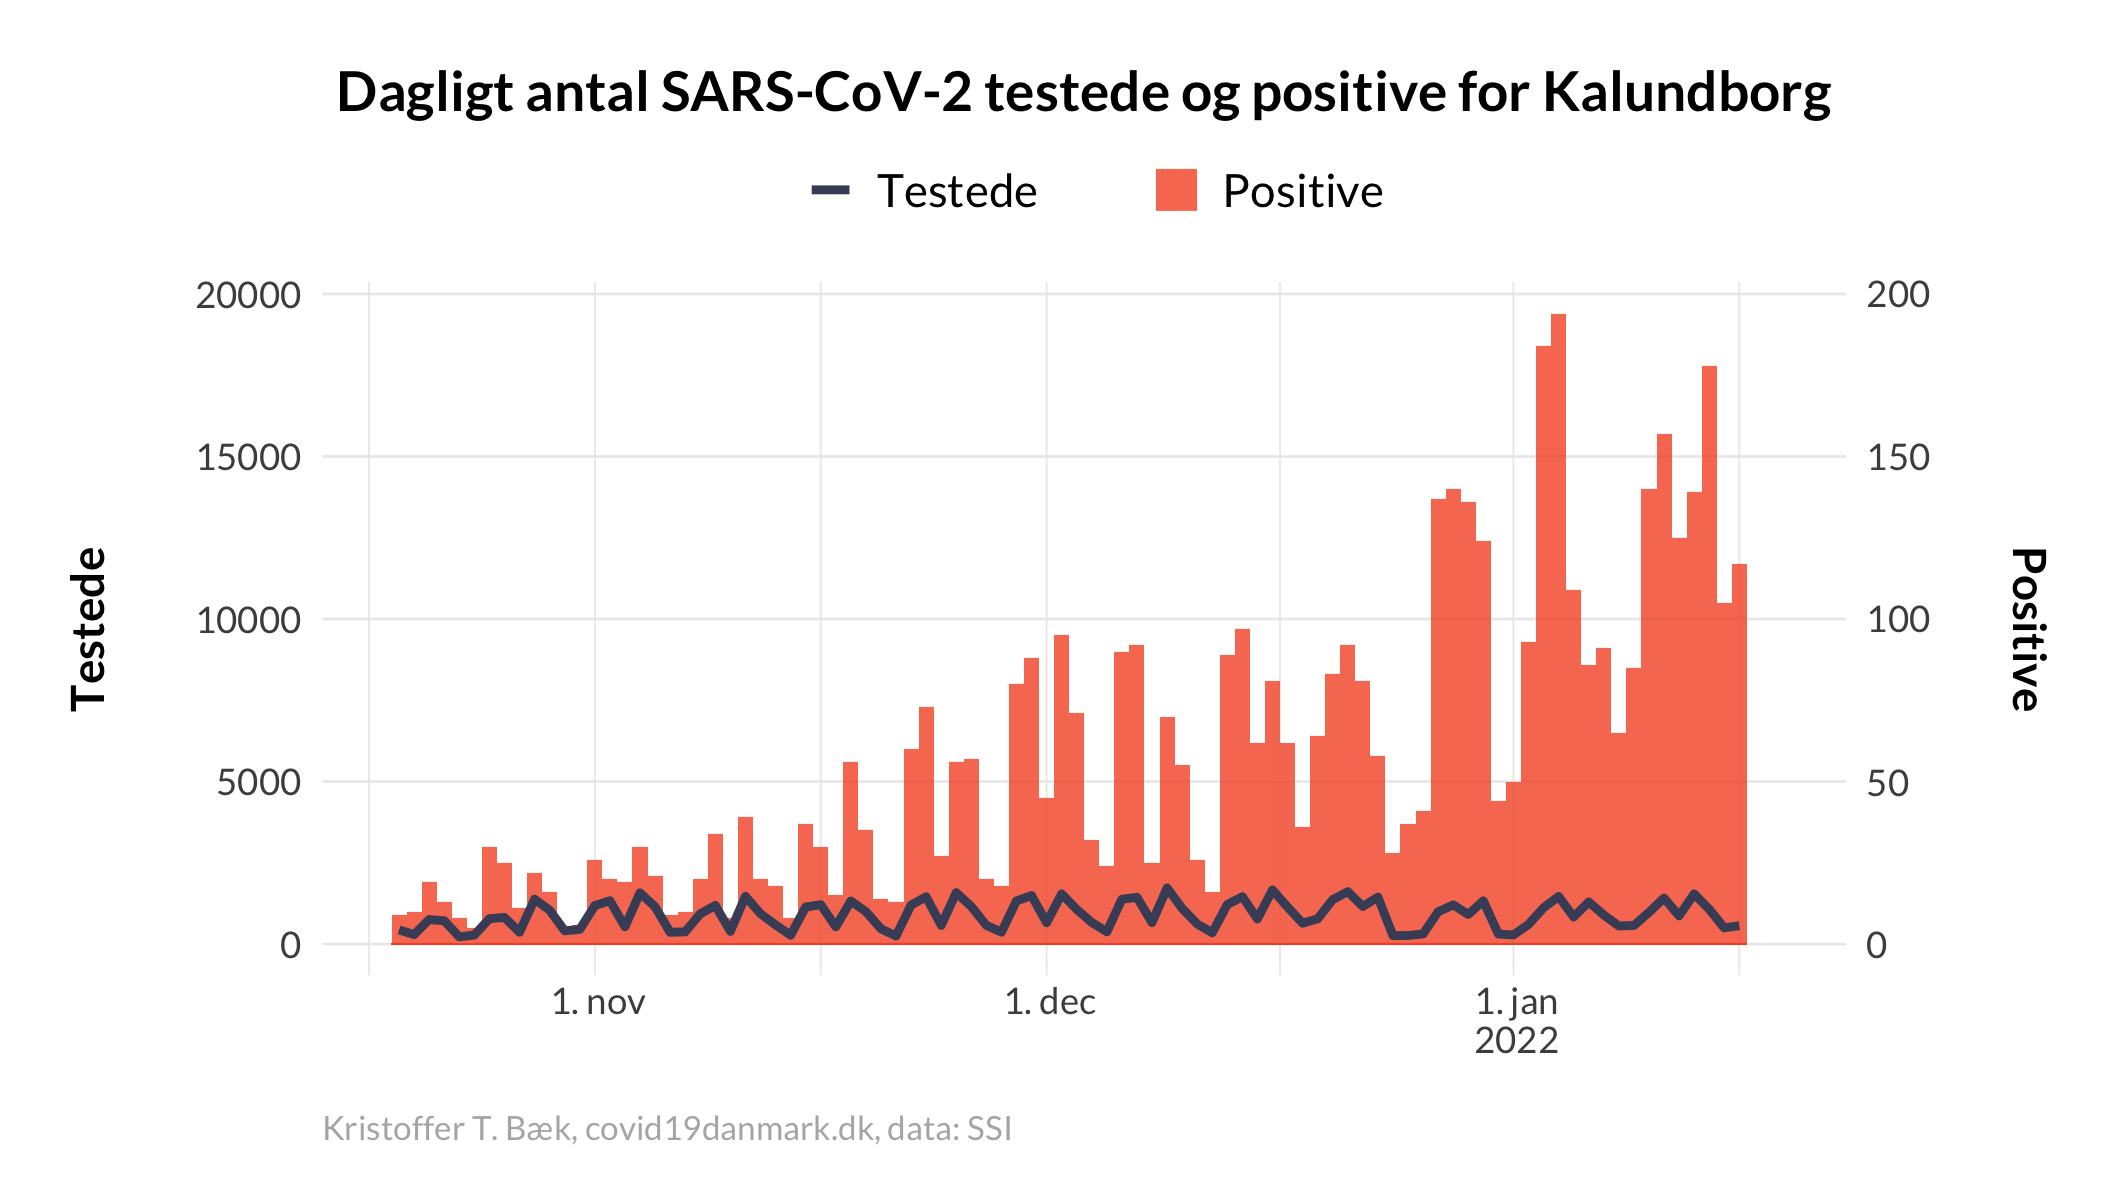 Dagligt antal SARS-CoV-2 testede og positive for Kalundborg
Testede
Positive
20000
15000
10000
5000
0
200
150
100
50
0
Testede
Positive
1. nov
1. dec
1. jan
2022
Kristoffer T. Bæk, covid19danmark.dk, data: SSI